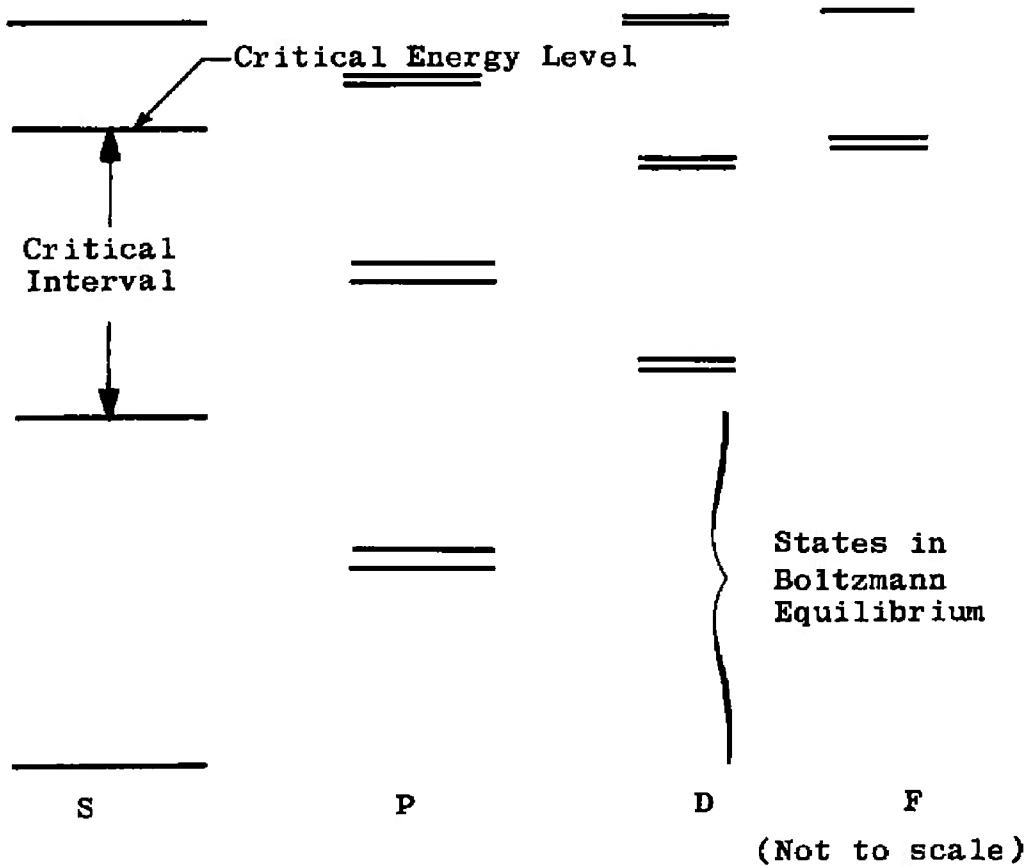 Critical Energy Level
Critical
Interval
States in
Boltzmann
Equilibrium
S P D F
(Not to scale)